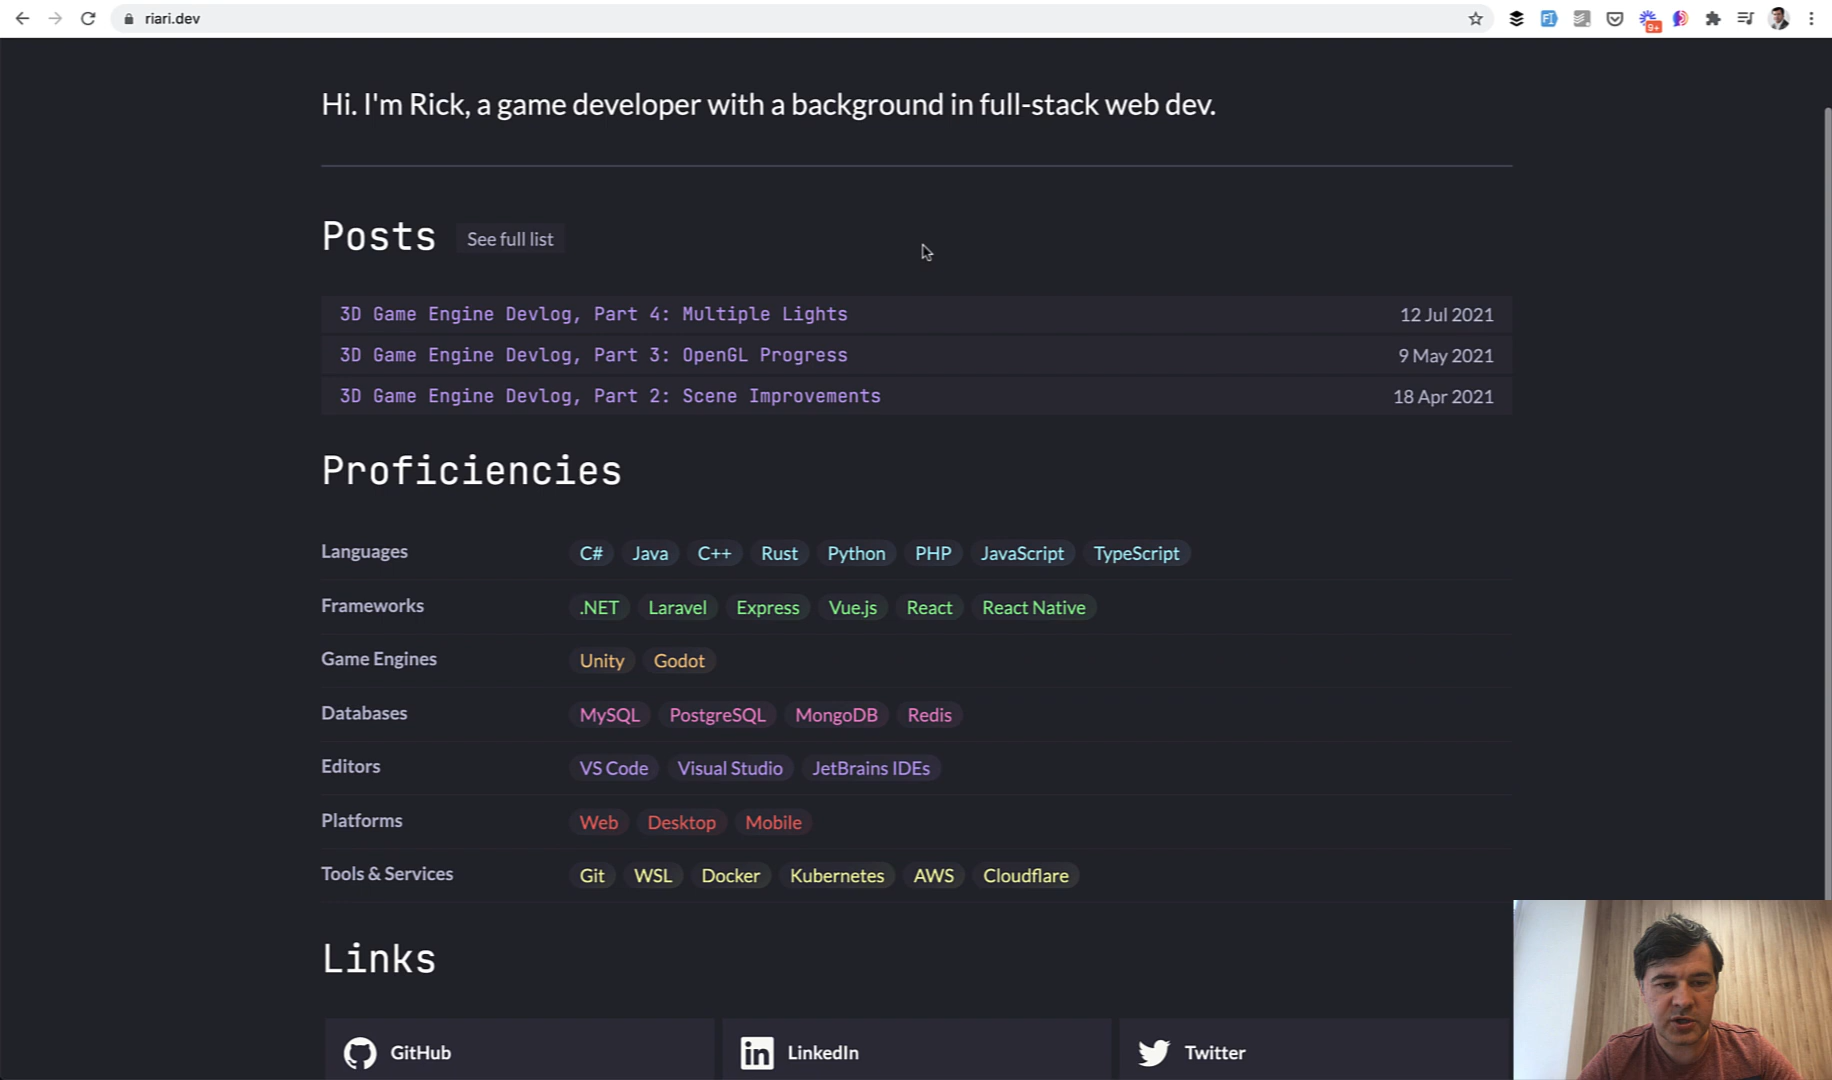 riari.dev
9+
Hi. I'm Rick, a game developer with a background in full-stack web dev.
Posts See full list
3D Game Engine Devlog, Part 4: Multiple Lights 12 Jul 2021
3D Game Engine Devlog, Part 3: OpenGL Progress 9 May 2021
3D Game Engine Devlog, Part 2: Scene Improvements 18 Apr 2021
Proficiencies
Languages C# Java C++ Rust Python PHP JavaScript TypeScript
Frameworks .NET Laravel Express Vue.js React React Native
Game Engines Unity Godot
Databases MySQL PostgreSQL MongoDB Redis
Editors VS Code Visual Studio JetBrains IDEs
Platforms Web Desktop Mobile
Tools & Services Git WSL Docker Kubernetes AWS Cloudflare
Links
GitHub in LinkedIn Twitter